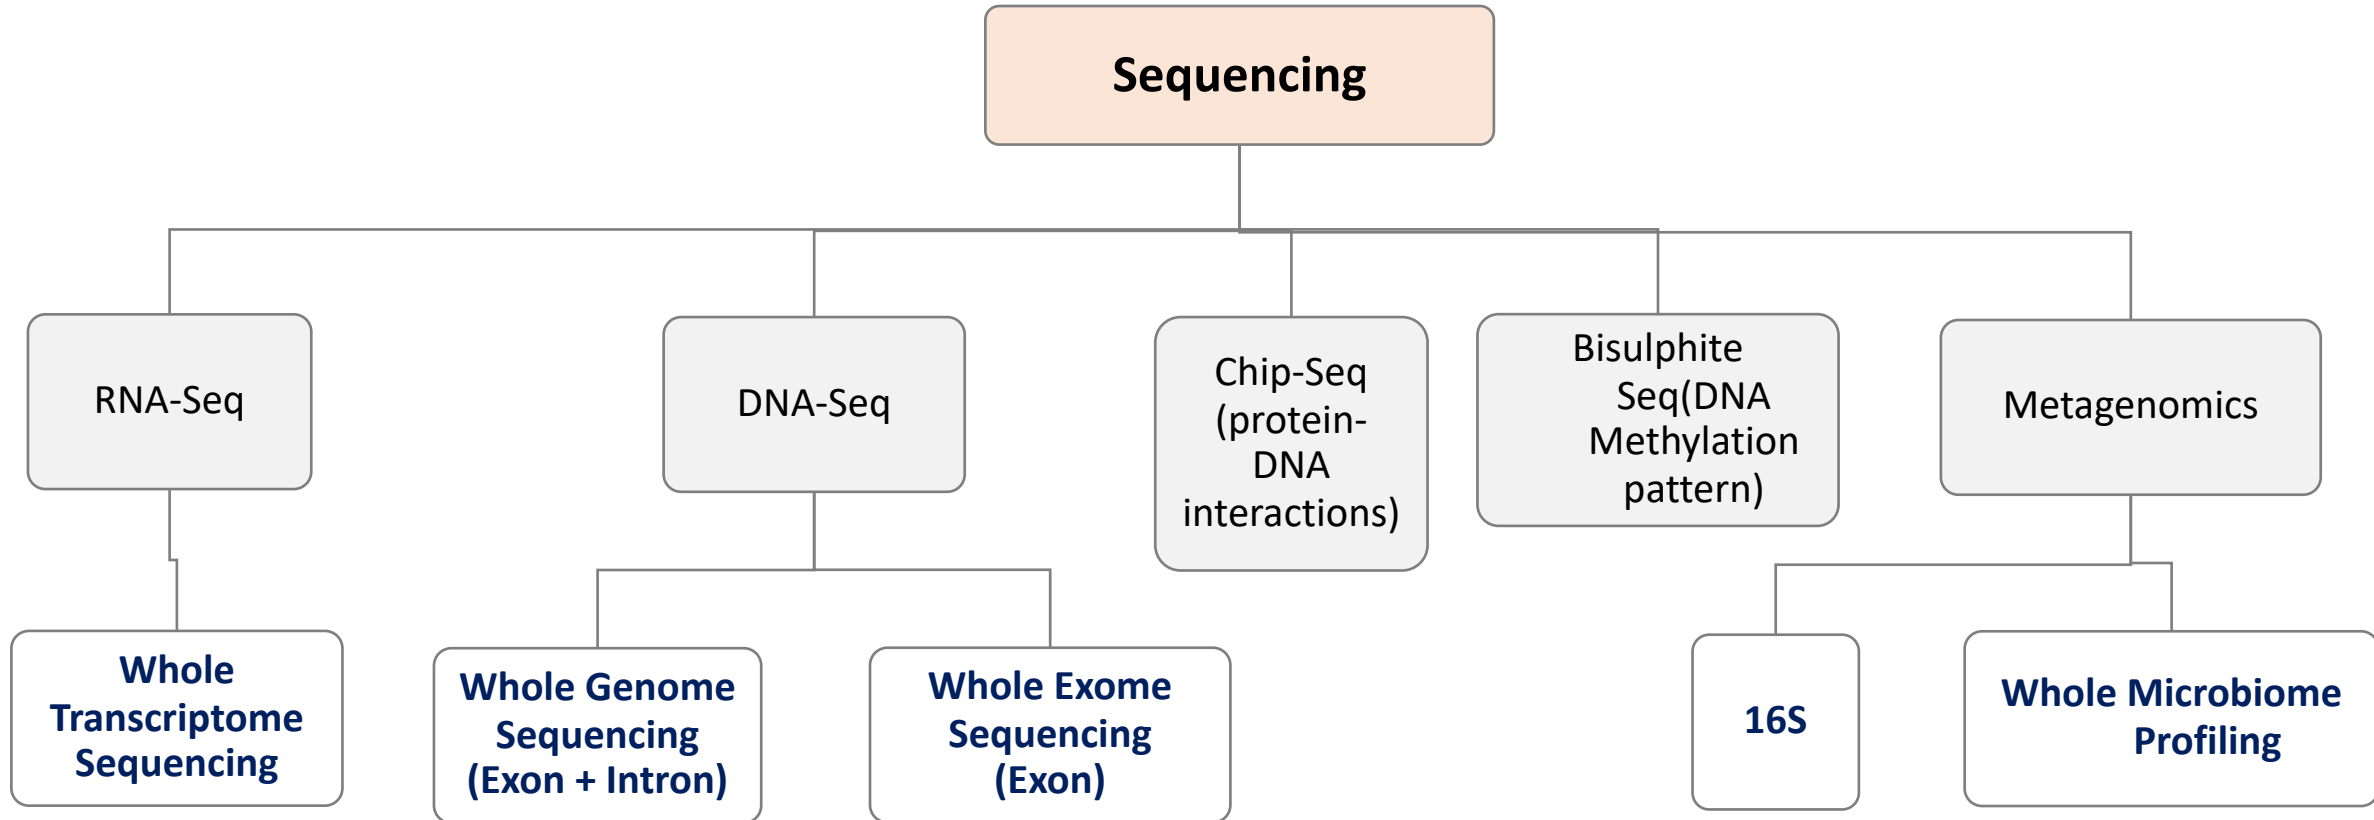 Sequencing
RNA-Seq
DNA-Seq
Chip-Seq
(protein-
DNA
interactions)
Bisulphite
Seq(DNA
Methylation
pattern)
Metagenomics
Whole
Transcriptome
Sequencing
Whole Genome
Sequencing
(Exon + Intron)
Whole Exome
Sequencing
(Exon)
16S
Whole Microbiome
Profiling